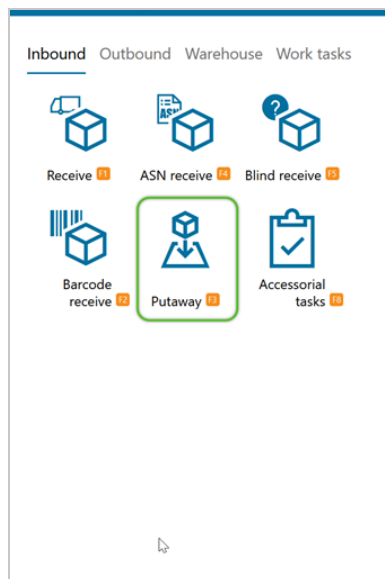 Inbound Outbound Warehouse Work tasks
ASN
?
Receive F1 ASN receive F4 Blind receive F5
Barcode receive F2 Putaway F3 Accessorial tasks F8